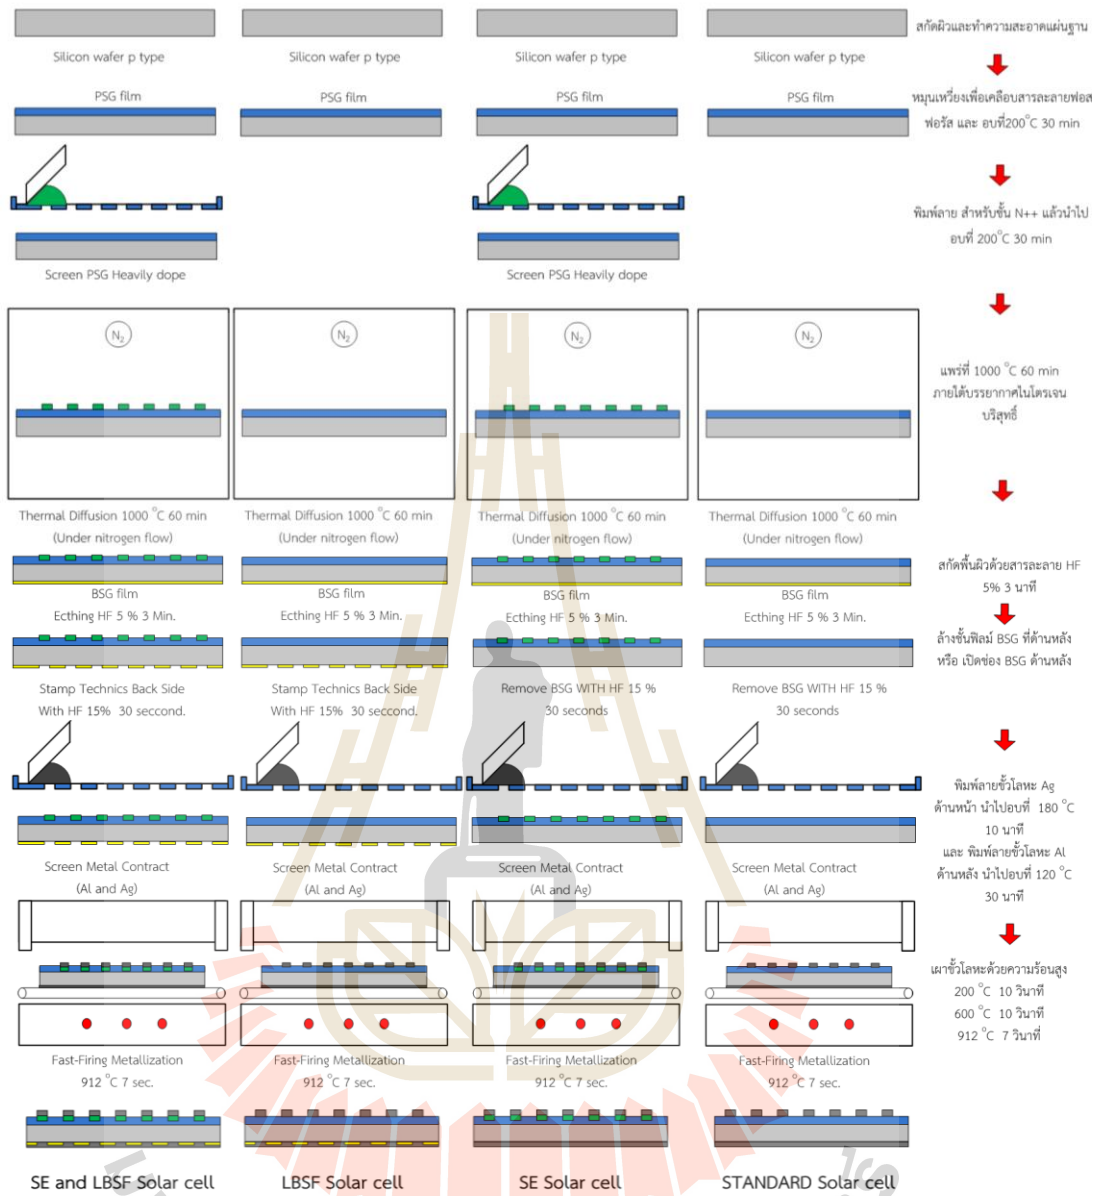 สกัดผิวและทำความสะอาดแผ่นฐาน
Silicon wafer p type Silicon wafer p type Silicon wafer p type Silicon wafer p type
PSG film PSG film PSG film PSG film
หมุนเหวี่ยงเพื่อเคลือบสารละลายฟอส
ฟอรัส และ อบที่200°C 30 min
พิมพ์ลาย สำหรับชั้น N++ แล้วนำไป
อบที่ 200°C 30 min
Screen PSG Heavily dope Screen PSG Heavily dope
N2 N2 N2 N2
แพร่ที่ 1000 °C 60 min
ภายใต้บรรยากาศไนโตรเจน
บริสุทธิ์
Thermal Diffusion 1000 °C 60 min Thermal Diffusion 1000 °C 60 min Thermal Diffusion 1000 °C 60 min Thermal Diffusion 1000 °C 60 min
(Under nitrogen flow) (Under nitrogen flow) (Under nitrogen flow) (Under nitrogen flow)
สกัดพื้นผิวด้วยสารละลาย HF
5% 3 นาที
BSG film BSG film BSG film BSG film
Ecthing HF 5 % 3 Min. Ecthing HF 5 % 3 Min. Ecthing HF 5 % 3 Min. Ecthing HF 5 % 3 Min.
ล้างชั้นฟิลม์ BSG ที่ด้านหลัง
หรือ เปิดช่อง BSG ด้านหลัง
Stamp Technics Back Side Stamp Technics Back Side Remove BSG WITH HF 15 % Remove BSG WITH HF 15 %
With HF 15% 30 seccond. With HF 15% 30 seccond. 30 seconds 30 seconds
พิมพ์ลายขั้วโลหะ Ag
ด้านหน้า นำไปอบที่ 180 °C
10 นาที
และ พิมพ์ลายขั้วโลหะ Al
ด้านหลัง นำไปอบที่ 120 °C
30 นาที
Screen Metal Contract Screen Metal Contract Screen Metal Contract Screen Metal Contract
(Al and Ag) (Al and Ag) (Al and Ag) (Al and Ag)
เผาขั้วโลหะด้วยความร้อนสูง
200 °C 10 วินาที
600 °C 10 วินาที
912 °C 7 วินาที่
Fast-Firing Metallization Fast-Firing Metallization Fast-Firing Metallization Fast-Firing Metallization
912 °C 7 sec. 912 °C 7 sec. 912 °C 7 sec. 912 °C 7 sec.
SE and LBSF Solar cell LBSF Solar cell SE Solar cell STANDARD Solar cell